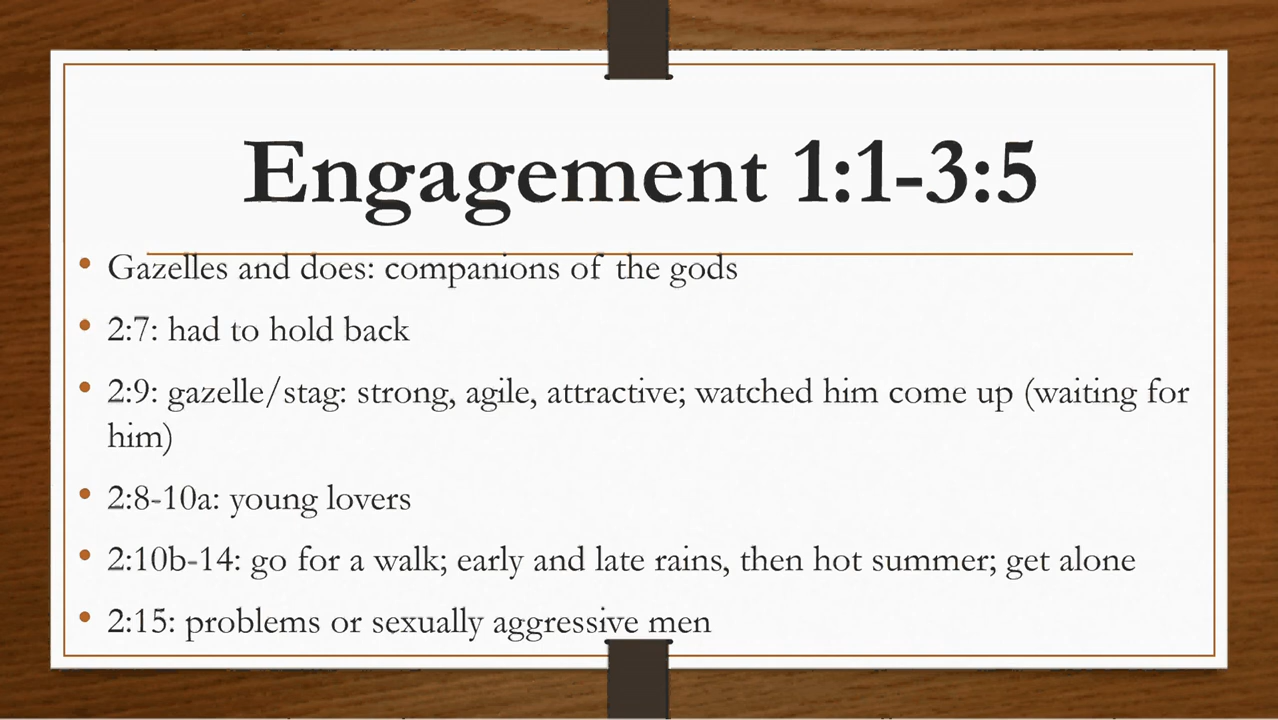 Engagement 1:1-3:5
• Gazelles and does: companions of the gods
• 2:7: had to hold back
• 2:9: gazelle/stag: strong, agile, attractive; watched him come up (waiting for
him)
• 2:8-10a: young lovers
• 2:10b-14: go for a walk; early and late rains, then hot summer; get alone
• 2:15: problems or sexually aggressive men